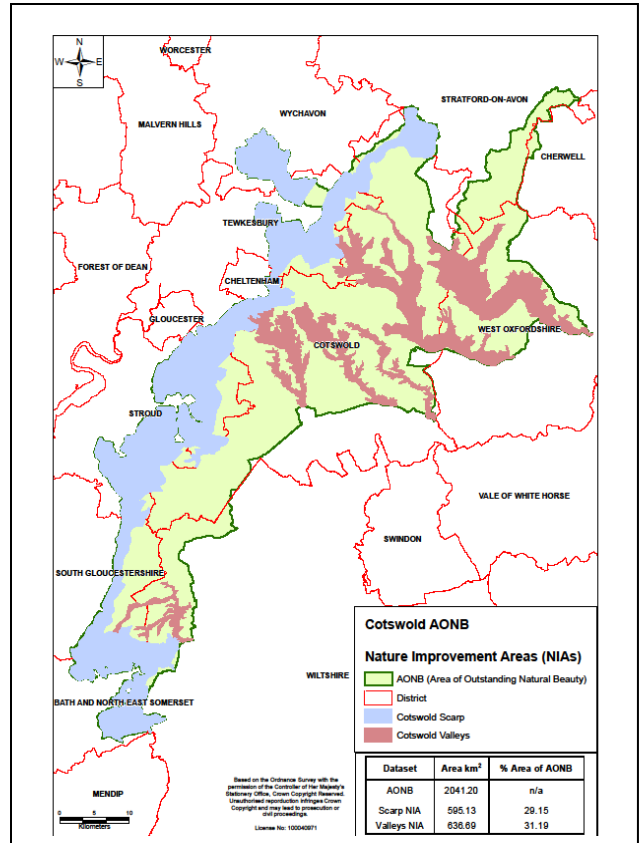 N
W E
S
WORCESTER
WYCHAVON
STRATFORD-ON-AVON
MALVERN HILLS
CHERWELL
TEWKESBURY
FOREST OF DEAN
CHELTENHAM
GLOUCESTER
WEST OXFORDSHIRE
COTSWOLD
STROUD
VALE OF WHITE HORSE
SWINDON
SOUTH GLOUCESTERSHIRE
WILTSHIRE
BATH AND NORTH EAST SOMERSET
MENDIP
10 5 0 10
Kilometers
Based on the Ordnance Survey with the
permission of the Controller of Her Majesty's
Stationery Office, Crown Copyright Reserved.
Unauthorised reproduction infringes Crown
Copyright and may lead to prosecution or
civil proceedings.
License No: 100040971
Cotswold AONB
Nature Improvement Areas (NIAs)
AONB (Area of Outstanding Natural Beauty)
District
Cotswold Scarp
Cotswold Valleys
Dataset Area km² % Area of AONB
AONB 2041.20 n/a
Scarp NIA 595.13 29.15
Valleys NIA 636.69 31.19